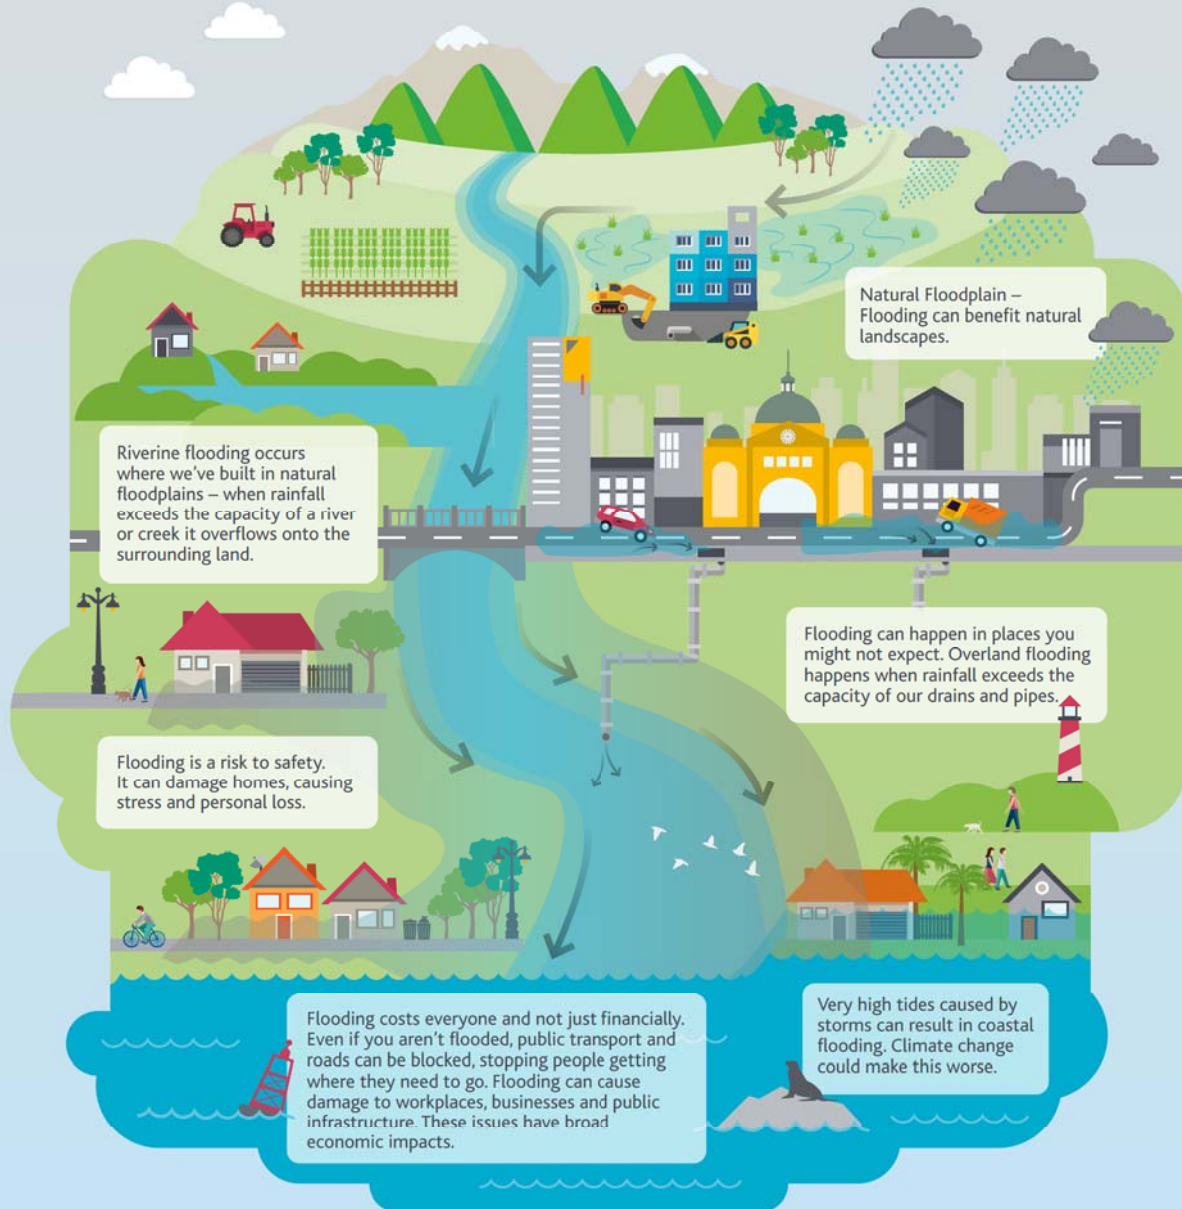 Natural Floodplain –
Flooding can benefit natural
landscapes.
Riverine flooding occurs
where we've built in natural
floodplains – when rainfall
exceeds the capacity of a river
or creek it overflows onto the
surrounding land.
Flooding can happen in places you
might not expect. Overland flooding
happens when rainfall exceeds the
capacity of our drains and pipes.
Flooding is a risk to safety.
It can damage homes, causing
stress and personal loss.
Flooding costs everyone and not just financially.
Even if you aren't flooded, public transport and
roads can be blocked, stopping people getting
where they need to go. Flooding can cause
damage to workplaces, businesses and public
infrastructure. These issues have broad
economic impacts.
Very high tides caused by
storms can result in coastal
flooding. Climate change
could make this worse.